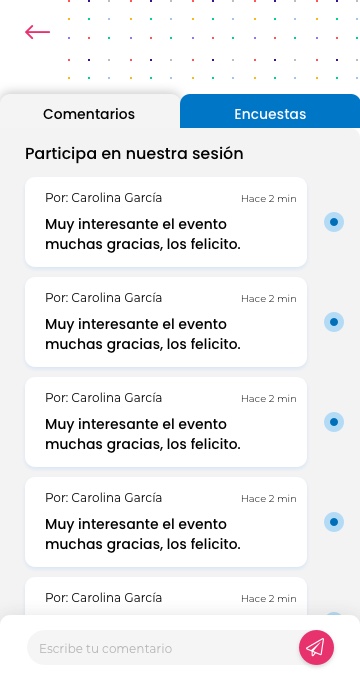 Comentarios
Encuestas
Participa en nuestra sesión
Por: Carolina García
Hace 2 min
Muy interesante el evento
muchas gracias, los felicito.
Por: Carolina García
Hace 2 min
Muy interesante el evento
muchas gracias, los felicito.
Por: Carolina García
Hace 2 min
Muy interesante el evento
muchas gracias, los felicito.
Por: Carolina García
Hace 2 min
Muy interesante el evento
muchas gracias, los felicito.
Por: Carolina García
Hace 2 min
Escribe tu comentario